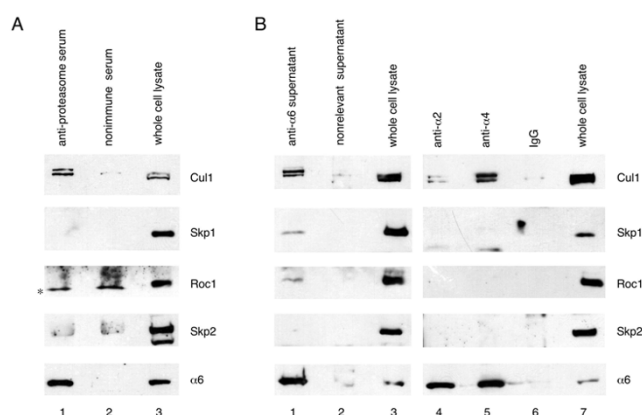 A
B
anti-proteasome serum
nonimmune serum
whole cell lysate
anti-α6 supernatant
nonrelevant supernatant
whole cell lysate
anti-α2
anti-α4
IgG
whole cell lysate
Cul1
Cul1
Skp1
Skp1
*
Roc1
Roc1
Skp2
Skp2
α6
α6
1 2 3
1 2 3 4 5 6 7